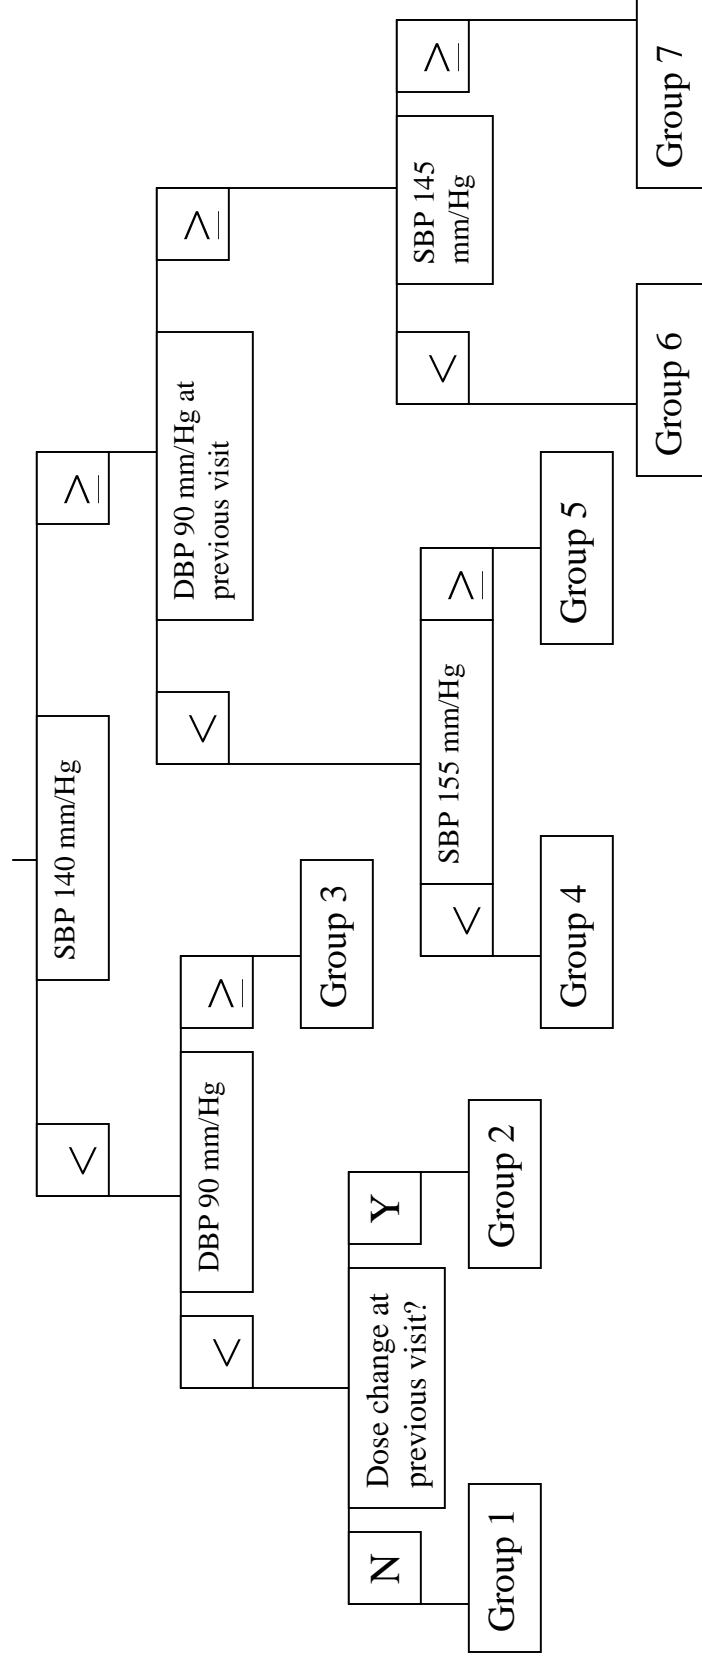 SBP 140 mm/Hg
<
≥
DBP 90 mm/Hg
<
≥
DBP 90 mm/Hg at
previous visit
<
≥
Dose change at
previous visit?
N
Y
Group 1
Group 2
Group 3
SBP 155 mm/Hg
<
≥
Group 4
Group 5
SBP 145
mm/Hg
<
≥
Group 6
Group 7